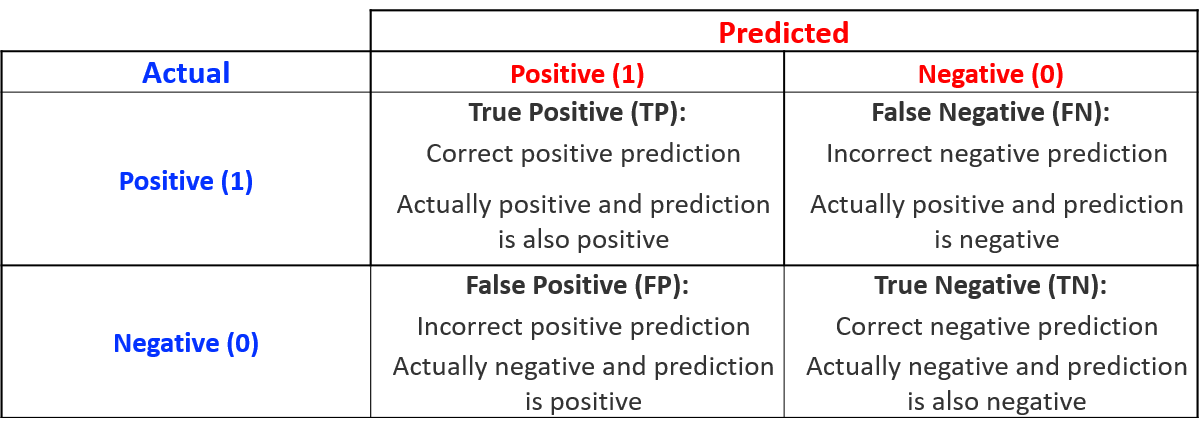 Predicted
Actual
Positive (1)
Negative (0)
Positive (1)
True Positive (TP):
Correct positive prediction
Actually positive and prediction
is also positive
False Negative (FN):
Incorrect negative prediction
Actually positive and prediction
is negative
Negative (0)
False Positive (FP):
Incorrect positive prediction
Actually negative and prediction
is positive
True Negative (TN):
Correct negative prediction
Actually negative and prediction
is also negative